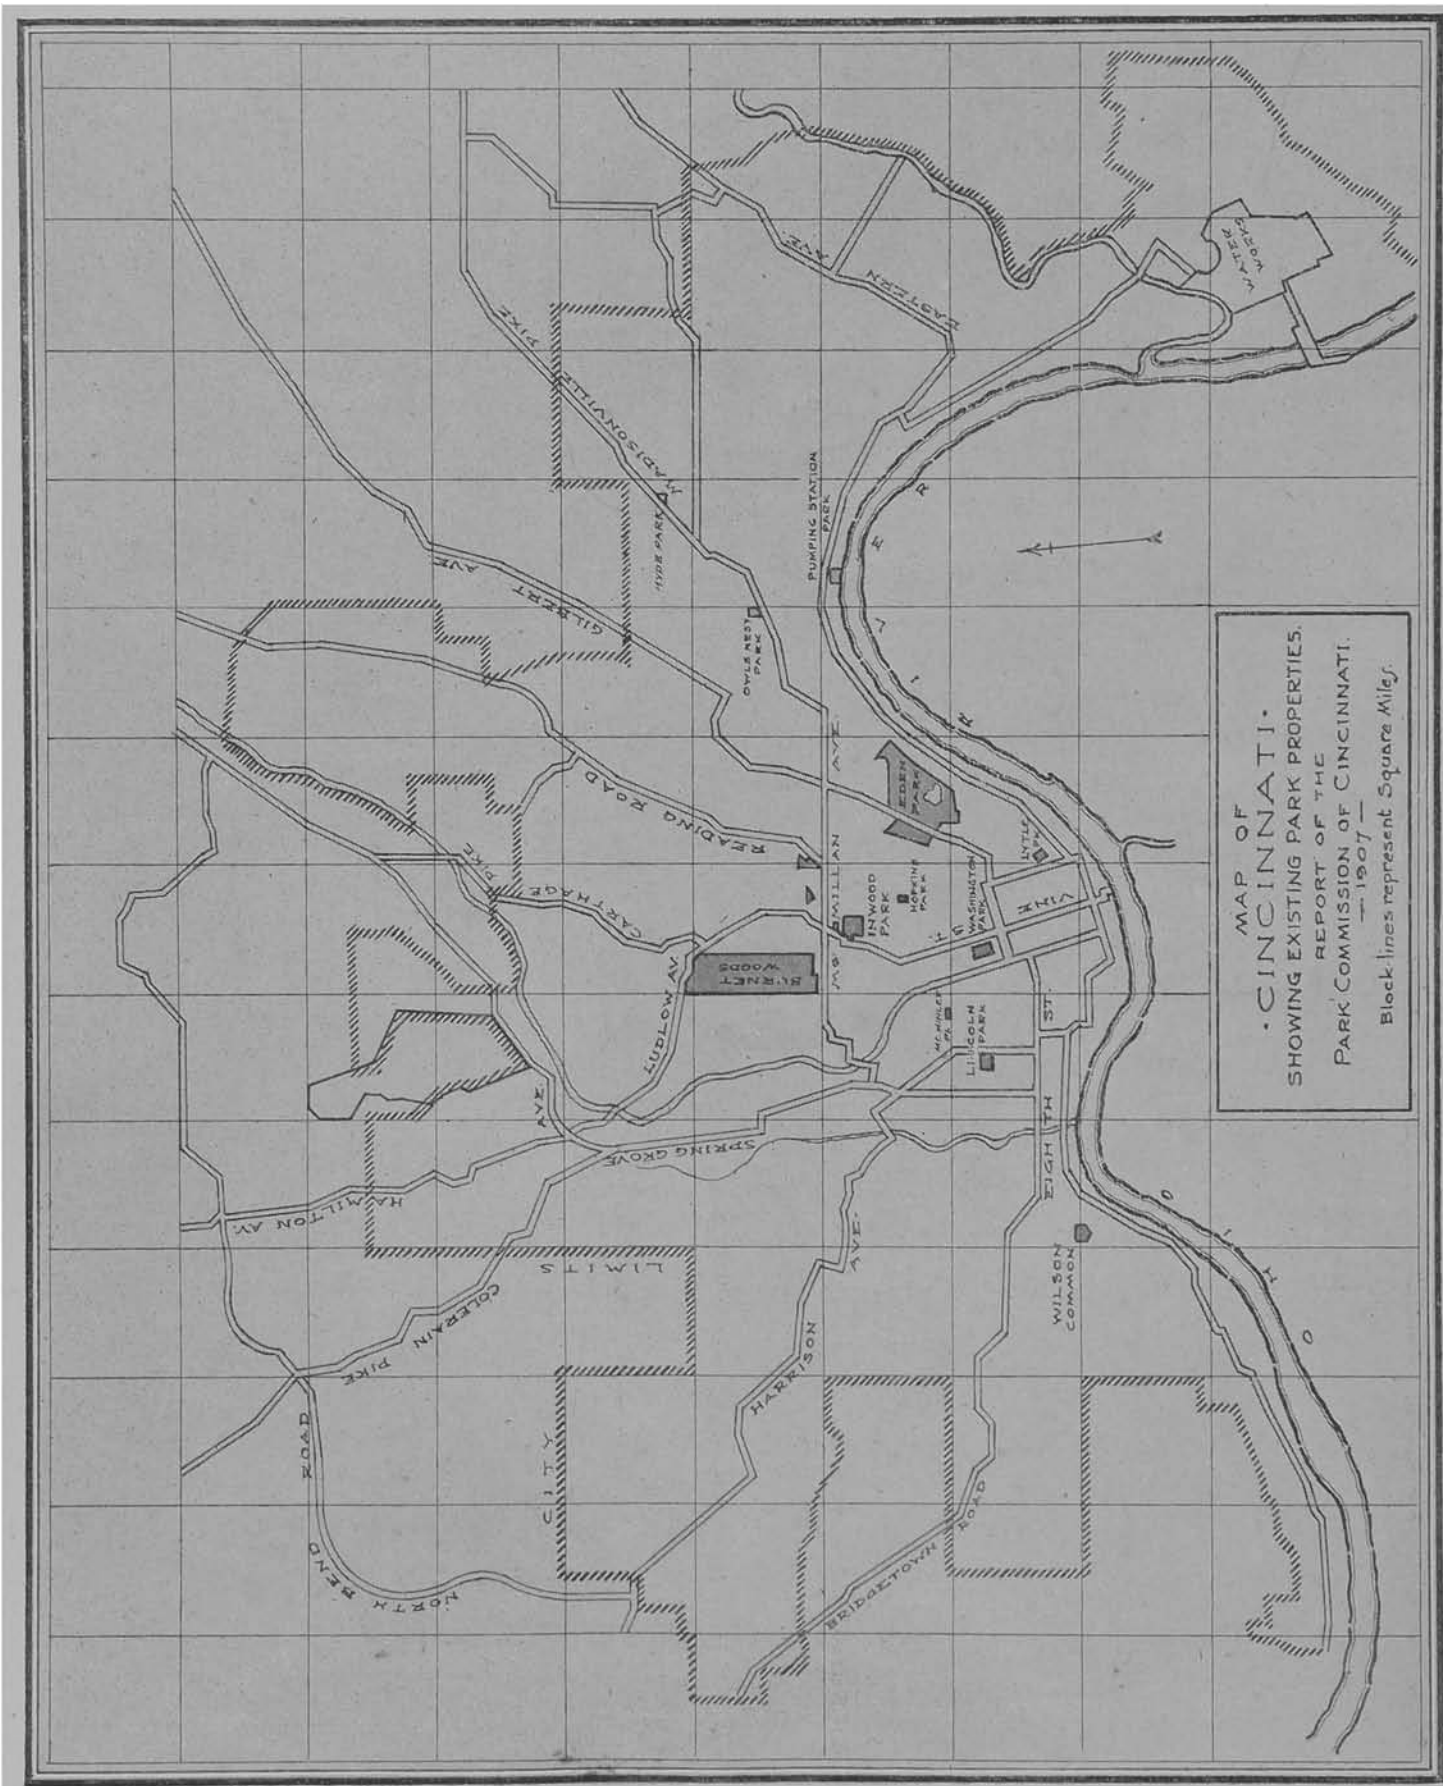 MAP OF
• CINCINNATI •
SHOWING EXISTING PARK PROPERTIES.
REPORT OF THE
PARK COMMISSION OF CINCINNATI.
— 1907 —
Block-lines represent Square Miles.
NORTH BEND ROAD
COLERAIN PIKE
HAMILTON AV.
CITY
LIMITS
HARRISON
AVE.
BRIDGETOWN ROAD
WILSON
COMMON
EIGHTH
ST.
SPRING GROVE
AVE.
LUDLOW AV.
BURNET
WOODS
CARTHAGE
PIKE
READING ROAD
GILBERT
AVE
MADISONVILLE
PIKE
HYDE PARK
OWLS NEST
PARK
PUMPING STATION
PARK
EASTERN
AVE.
WATER
WORKS
MCMILLAN
AVE.
INWOOD
PARK
HOPKINS
PARK
EDEN
PARK
WASHINGTON
PARK
LYTLE
PK
VINE
LINCOLN
PARK
OHIO
RIVER